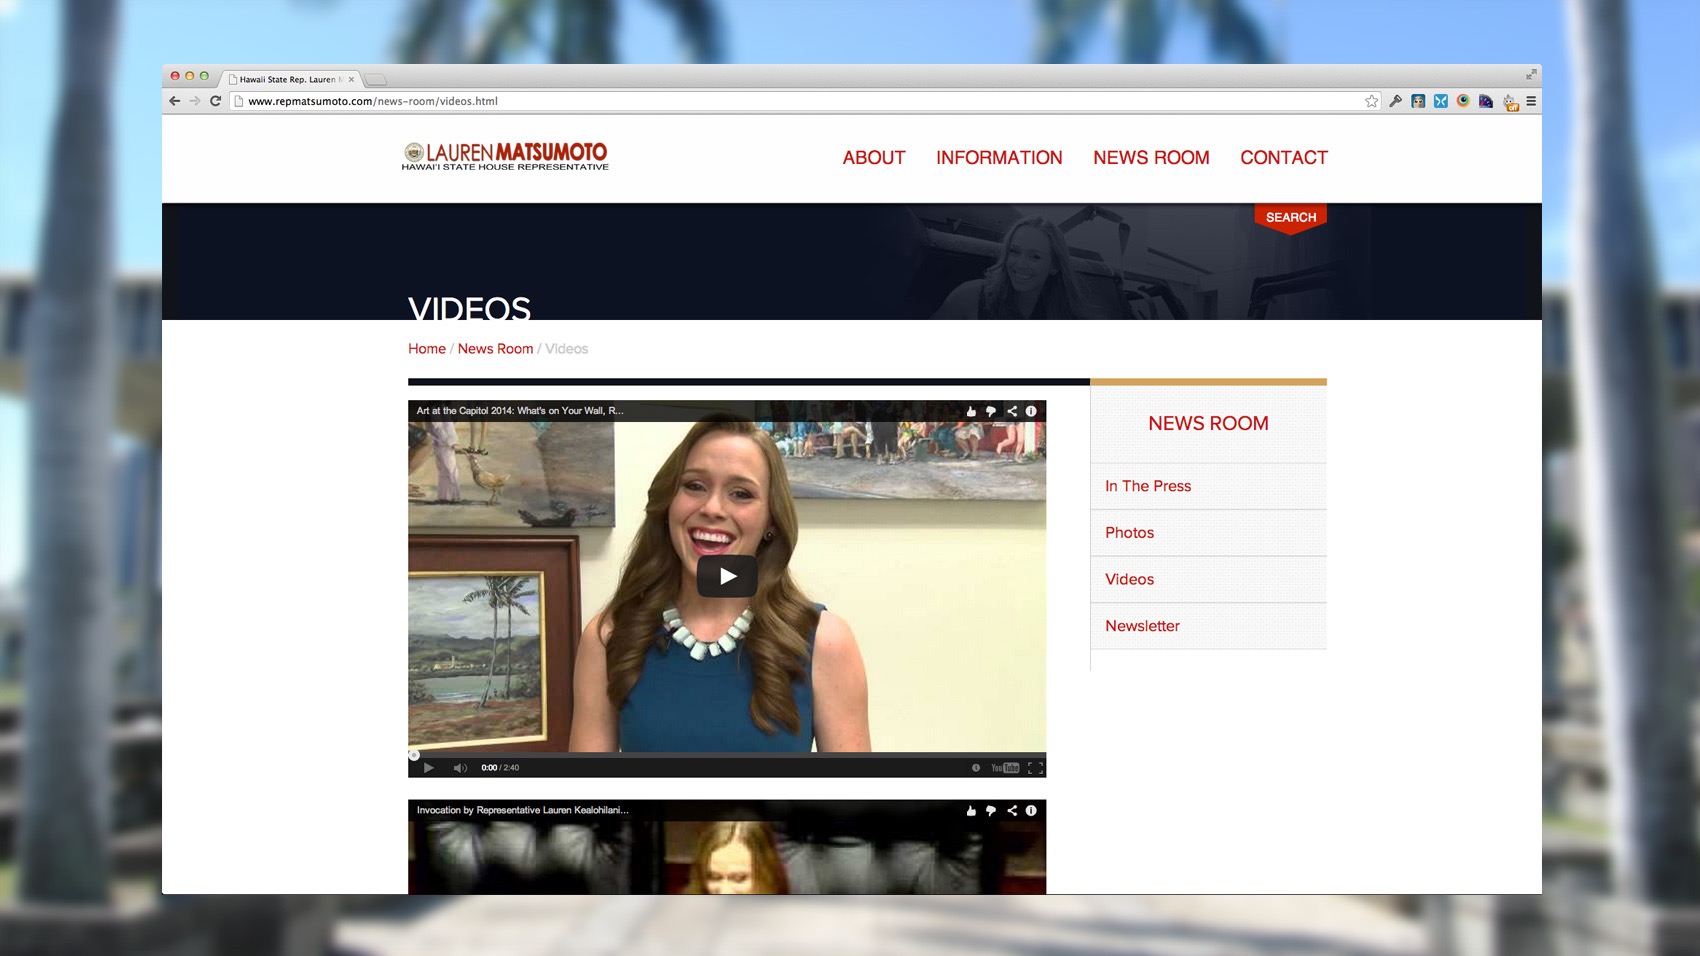 Hawaii State Rep. Lauren
www.repmatsumoto.com/news-room/videos.html
off
LAUREN MATSUMOTO
HAWAI'I STATE HOUSE REPRESENTATIVE
ABOUT INFORMATION NEWS ROOM CONTACT
SEARCH
VIDEOS
Home / News Room / Videos
Art at the Capitol 2014: What's on Your Wall, R...
0:00 / 2:40
YouTube
Invocation by Representative Lauren Kealohilani...
NEWS ROOM
In The Press
Photos
Videos
Newsletter